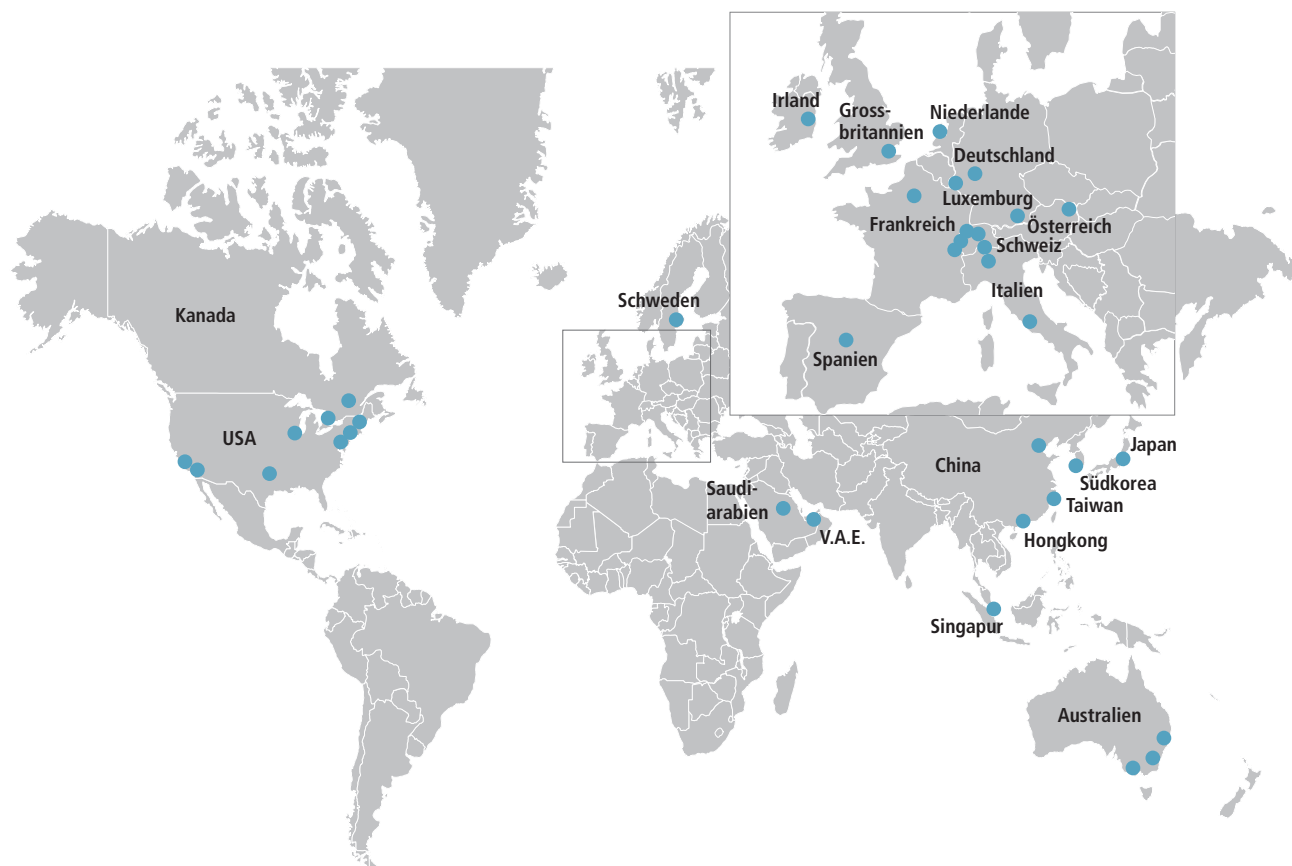 Irland
Gross-
britannien
Niederlande
Deutschland
Luxemburg
Frankreich
Österreich
Schweiz
Italien
Spanien
Schweden
Kanada
USA
China
Japan
Südkorea
Taiwan
Hongkong
Saudi-
arabien
V.A.E.
Singapur
Australien